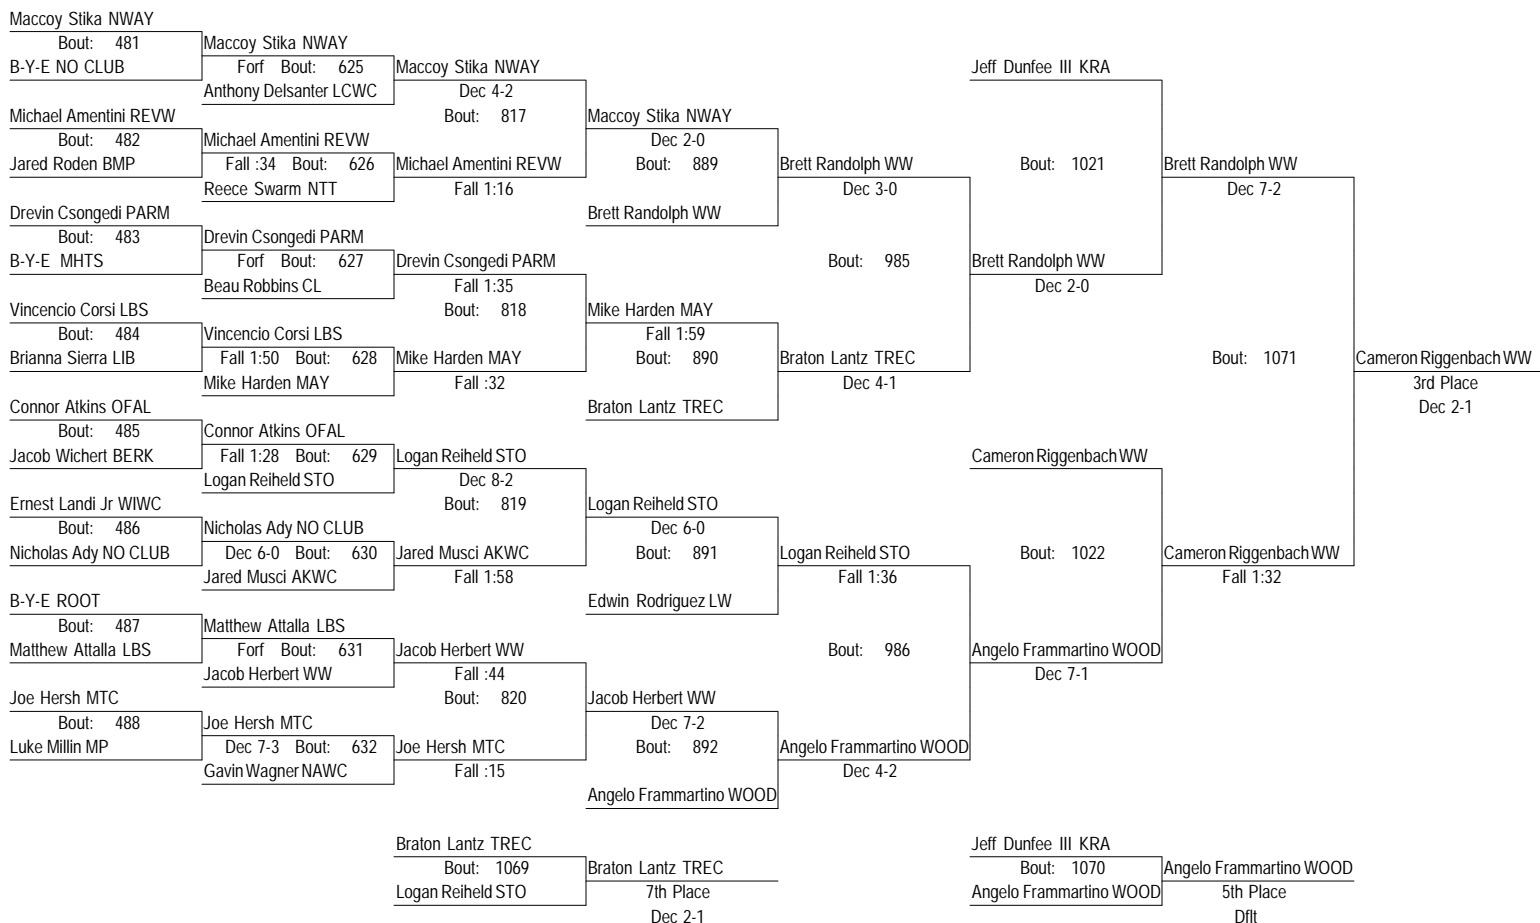 Maccoy Stika NWAY
Bout: 481
B-Y-E NO CLUB
Michael Amentini REVW
Bout: 482
Jared Roden BMP
Drevin Csongedi PARM
Bout: 483
B-Y-E MHTS
Vincencio Corsi LBS
Bout: 484
Brianna Sierra LIB
Connor Atkins OFAL
Bout: 485
Jacob Wichert BERK
Ernest Landi Jr WIWC
Bout: 486
Nicholas Ady NO CLUB
B-Y-E ROOT
Bout: 487
Matthew Attalla LBS
Joe Hersh MTC
Bout: 488
Luke Millin MP
Maccoy Stika NWAY
Forf Bout: 625
Anthony Delsanter LCWC
Michael Amentini REVW
Fall :34 Bout: 626
Reece Swarm NTT
Drevin Csongedi PARM
Forf Bout: 627
Beau Robbins CL
Vincencio Corsi LBS
Fall 1:50 Bout: 628
Mike Harden MAY
Connor Atkins OFAL
Fall 1:28 Bout: 629
Logan Reiheld STO
Nicholas Ady NO CLUB
Dec 6-0 Bout: 630
Jared Musci AKWC
Matthew Attalla LBS
Forf Bout: 631
Jacob Herbert WW
Joe Hersh MTC
Dec 7-3 Bout: 632
Gavin Wagner NAWC
Maccoy Stika NWAY
Dec 4-2
Bout: 817
Michael Amentini REVW
Fall 1:16
Drevin Csongedi PARM
Fall 1:35
Bout: 818
Mike Harden MAY
Fall :32
Logan Reiheld STO
Dec 8-2
Bout: 819
Jared Musci AKWC
Fall 1:58
Jacob Herbert WW
Fall :44
Bout: 820
Joe Hersh MTC
Fall :15
Maccoy Stika NWAY
Dec 2-0
Bout: 889
Brett Randolph WW
Mike Harden MAY
Fall 1:59
Bout: 890
Braton Lantz TREC
Logan Reiheld STO
Dec 6-0
Bout: 891
Edwin Rodriguez LW
Jacob Herbert WW
Dec 7-2
Bout: 892
Angelo Frammartino WOOD
Brett Randolph WW
Dec 3-0
Bout: 985
Braton Lantz TREC
Dec 4-1
Logan Reiheld STO
Fall 1:36
Bout: 986
Angelo Frammartino WOOD
Dec 4-2
Jeff Dunfee III KRA
Bout: 1021
Brett Randolph WW
Dec 2-0
Cameron Riggenbach WW
Bout: 1022
Angelo Frammartino WOOD
Dec 7-1
Brett Randolph WW
Dec 7-2
Bout: 1071
Cameron Riggenbach WW
Fall 1:32
Cameron Riggenbach WW
3rd Place
Dec 2-1
Braton Lantz TREC
Bout: 1069
Logan Reiheld STO
Braton Lantz TREC
7th Place
Dec 2-1
Jeff Dunfee III KRA
Bout: 1070
Angelo Frammartino WOOD
Angelo Frammartino WOOD
5th Place
Dflt